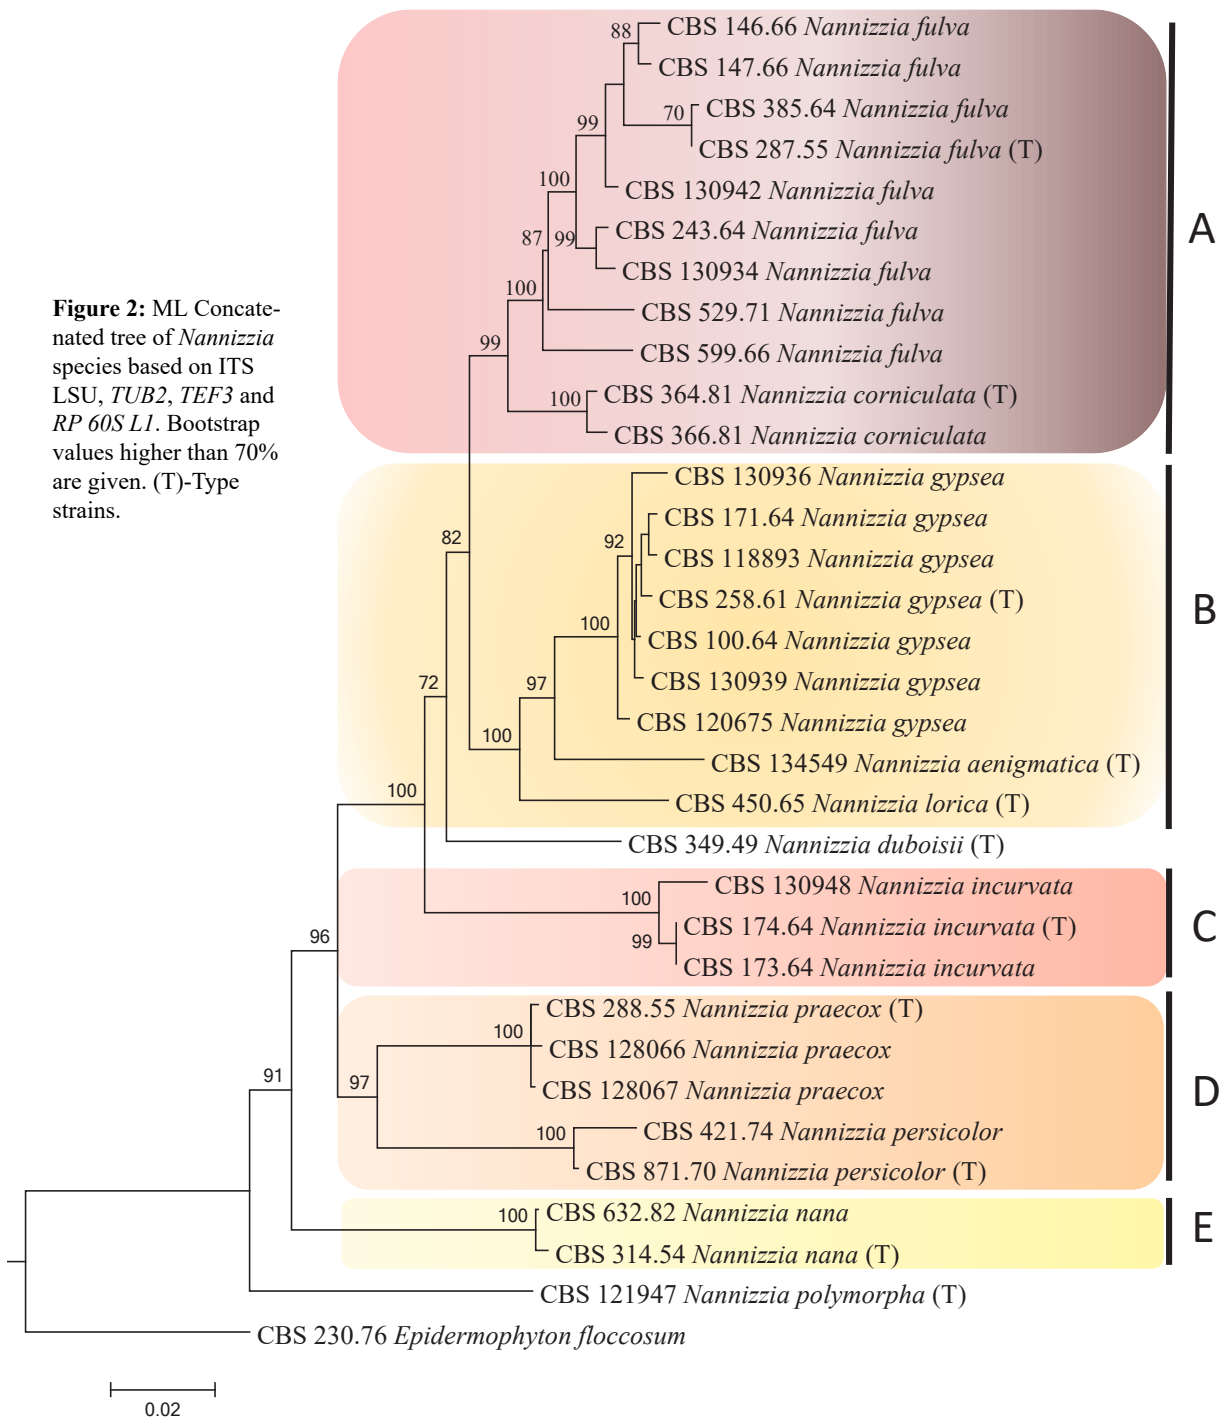 88
CBS 146.66 Nannizzia fulva
CBS 147.66 Nannizzia fulva
70
CBS 385.64 Nannizzia fulva
99
CBS 287.55 Nannizzia fulva (T)
100
CBS 130942 Nannizzia fulva
A
87
99
CBS 243.64 Nannizzia fulva
CBS 130934 Nannizzia fulva
100
CBS 529.71 Nannizzia fulva
99
CBS 599.66 Nannizzia fulva
100
CBS 364.81 Nannizzia corniculata (T)
CBS 366.81 Nannizzia corniculata
Figure 2: ML Concate-
nated tree of Nannizzia
species based on ITS
LSU, TUB2, TEF3 and
RP 60S L1. Bootstrap
values higher than 70%
are given. (T)-Type
strains.
CBS 130936 Nannizzia gypsea
CBS 171.64 Nannizzia gypsea
82
92
CBS 118893 Nannizzia gypsea
CBS 258.61 Nannizzia gypsea (T)
B
100
CBS 100.64 Nannizzia gypsea
72
97
CBS 130939 Nannizzia gypsea
CBS 120675 Nannizzia gypsea
100
CBS 134549 Nannizzia aenigmatica (T)
100
CBS 450.65 Nannizzia lorica (T)
CBS 349.49 Nannizzia duboisii (T)
100
CBS 130948 Nannizzia incurvata
CBS 174.64 Nannizzia incurvata (T)
C
96
99
CBS 173.64 Nannizzia incurvata
CBS 288.55 Nannizzia praecox (T)
100
CBS 128066 Nannizzia praecox
91
97
CBS 128067 Nannizzia praecox
D
100
CBS 421.74 Nannizzia persicolor
CBS 871.70 Nannizzia persicolor (T)
100
CBS 632.82 Nannizzia nana
E
CBS 314.54 Nannizzia nana (T)
CBS 121947 Nannizzia polymorpha (T)
CBS 230.76 Epidermophyton floccosum
0.02